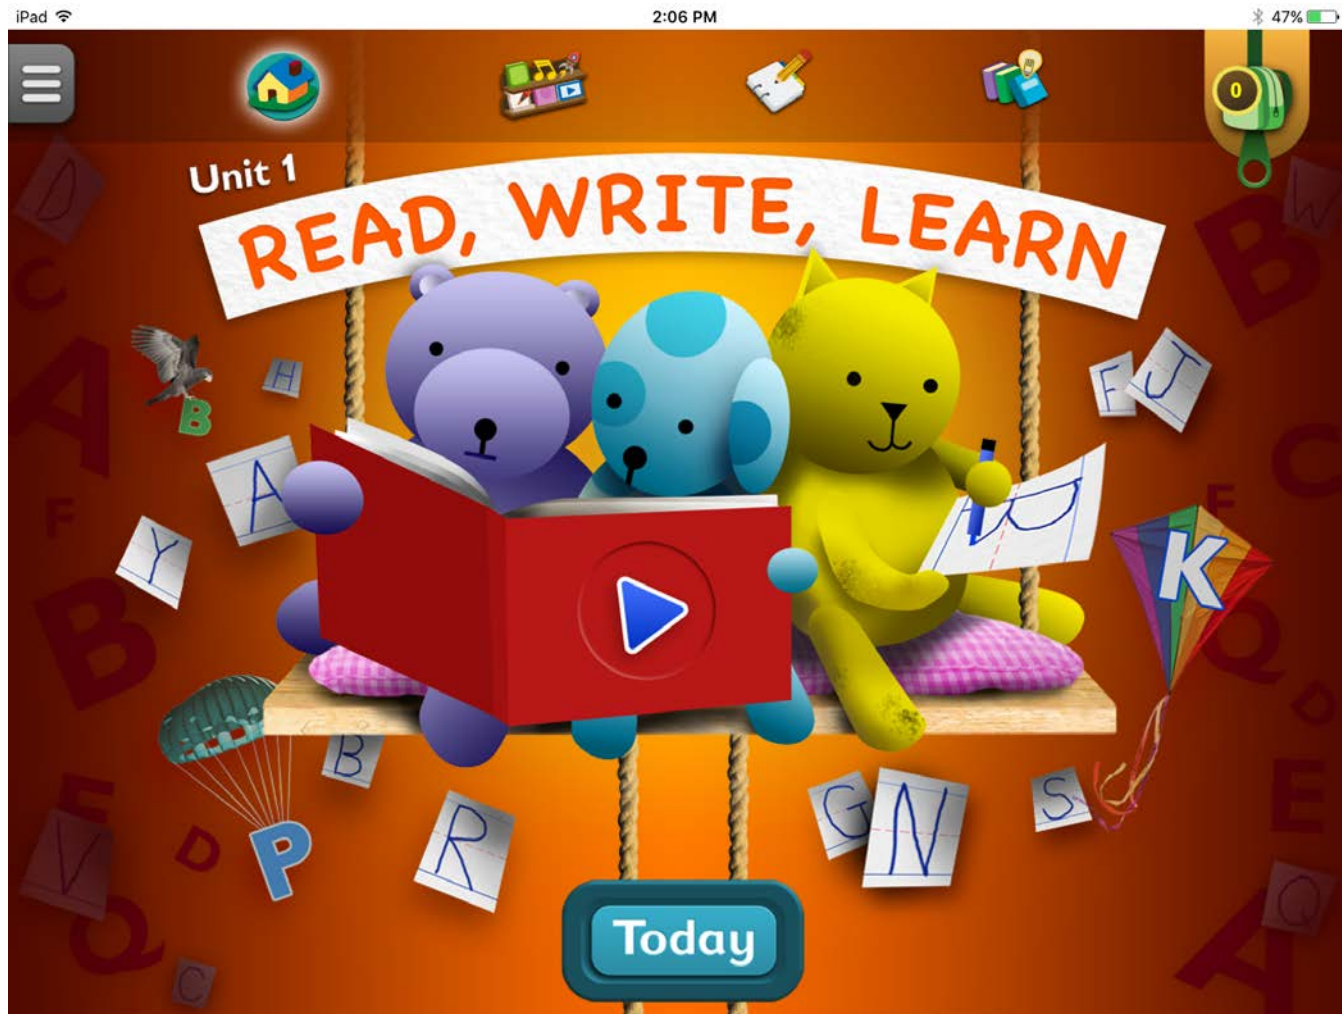 iPad 2:06 PM 47%
0
Unit 1
READ, WRITE, LEARN
D
W
C
B
A
H
B
F J
A
C
F
F
Y
K
B
B
Q
D
B
E
E
G N S
R
V
D
P
Q
Q
A
C
Today